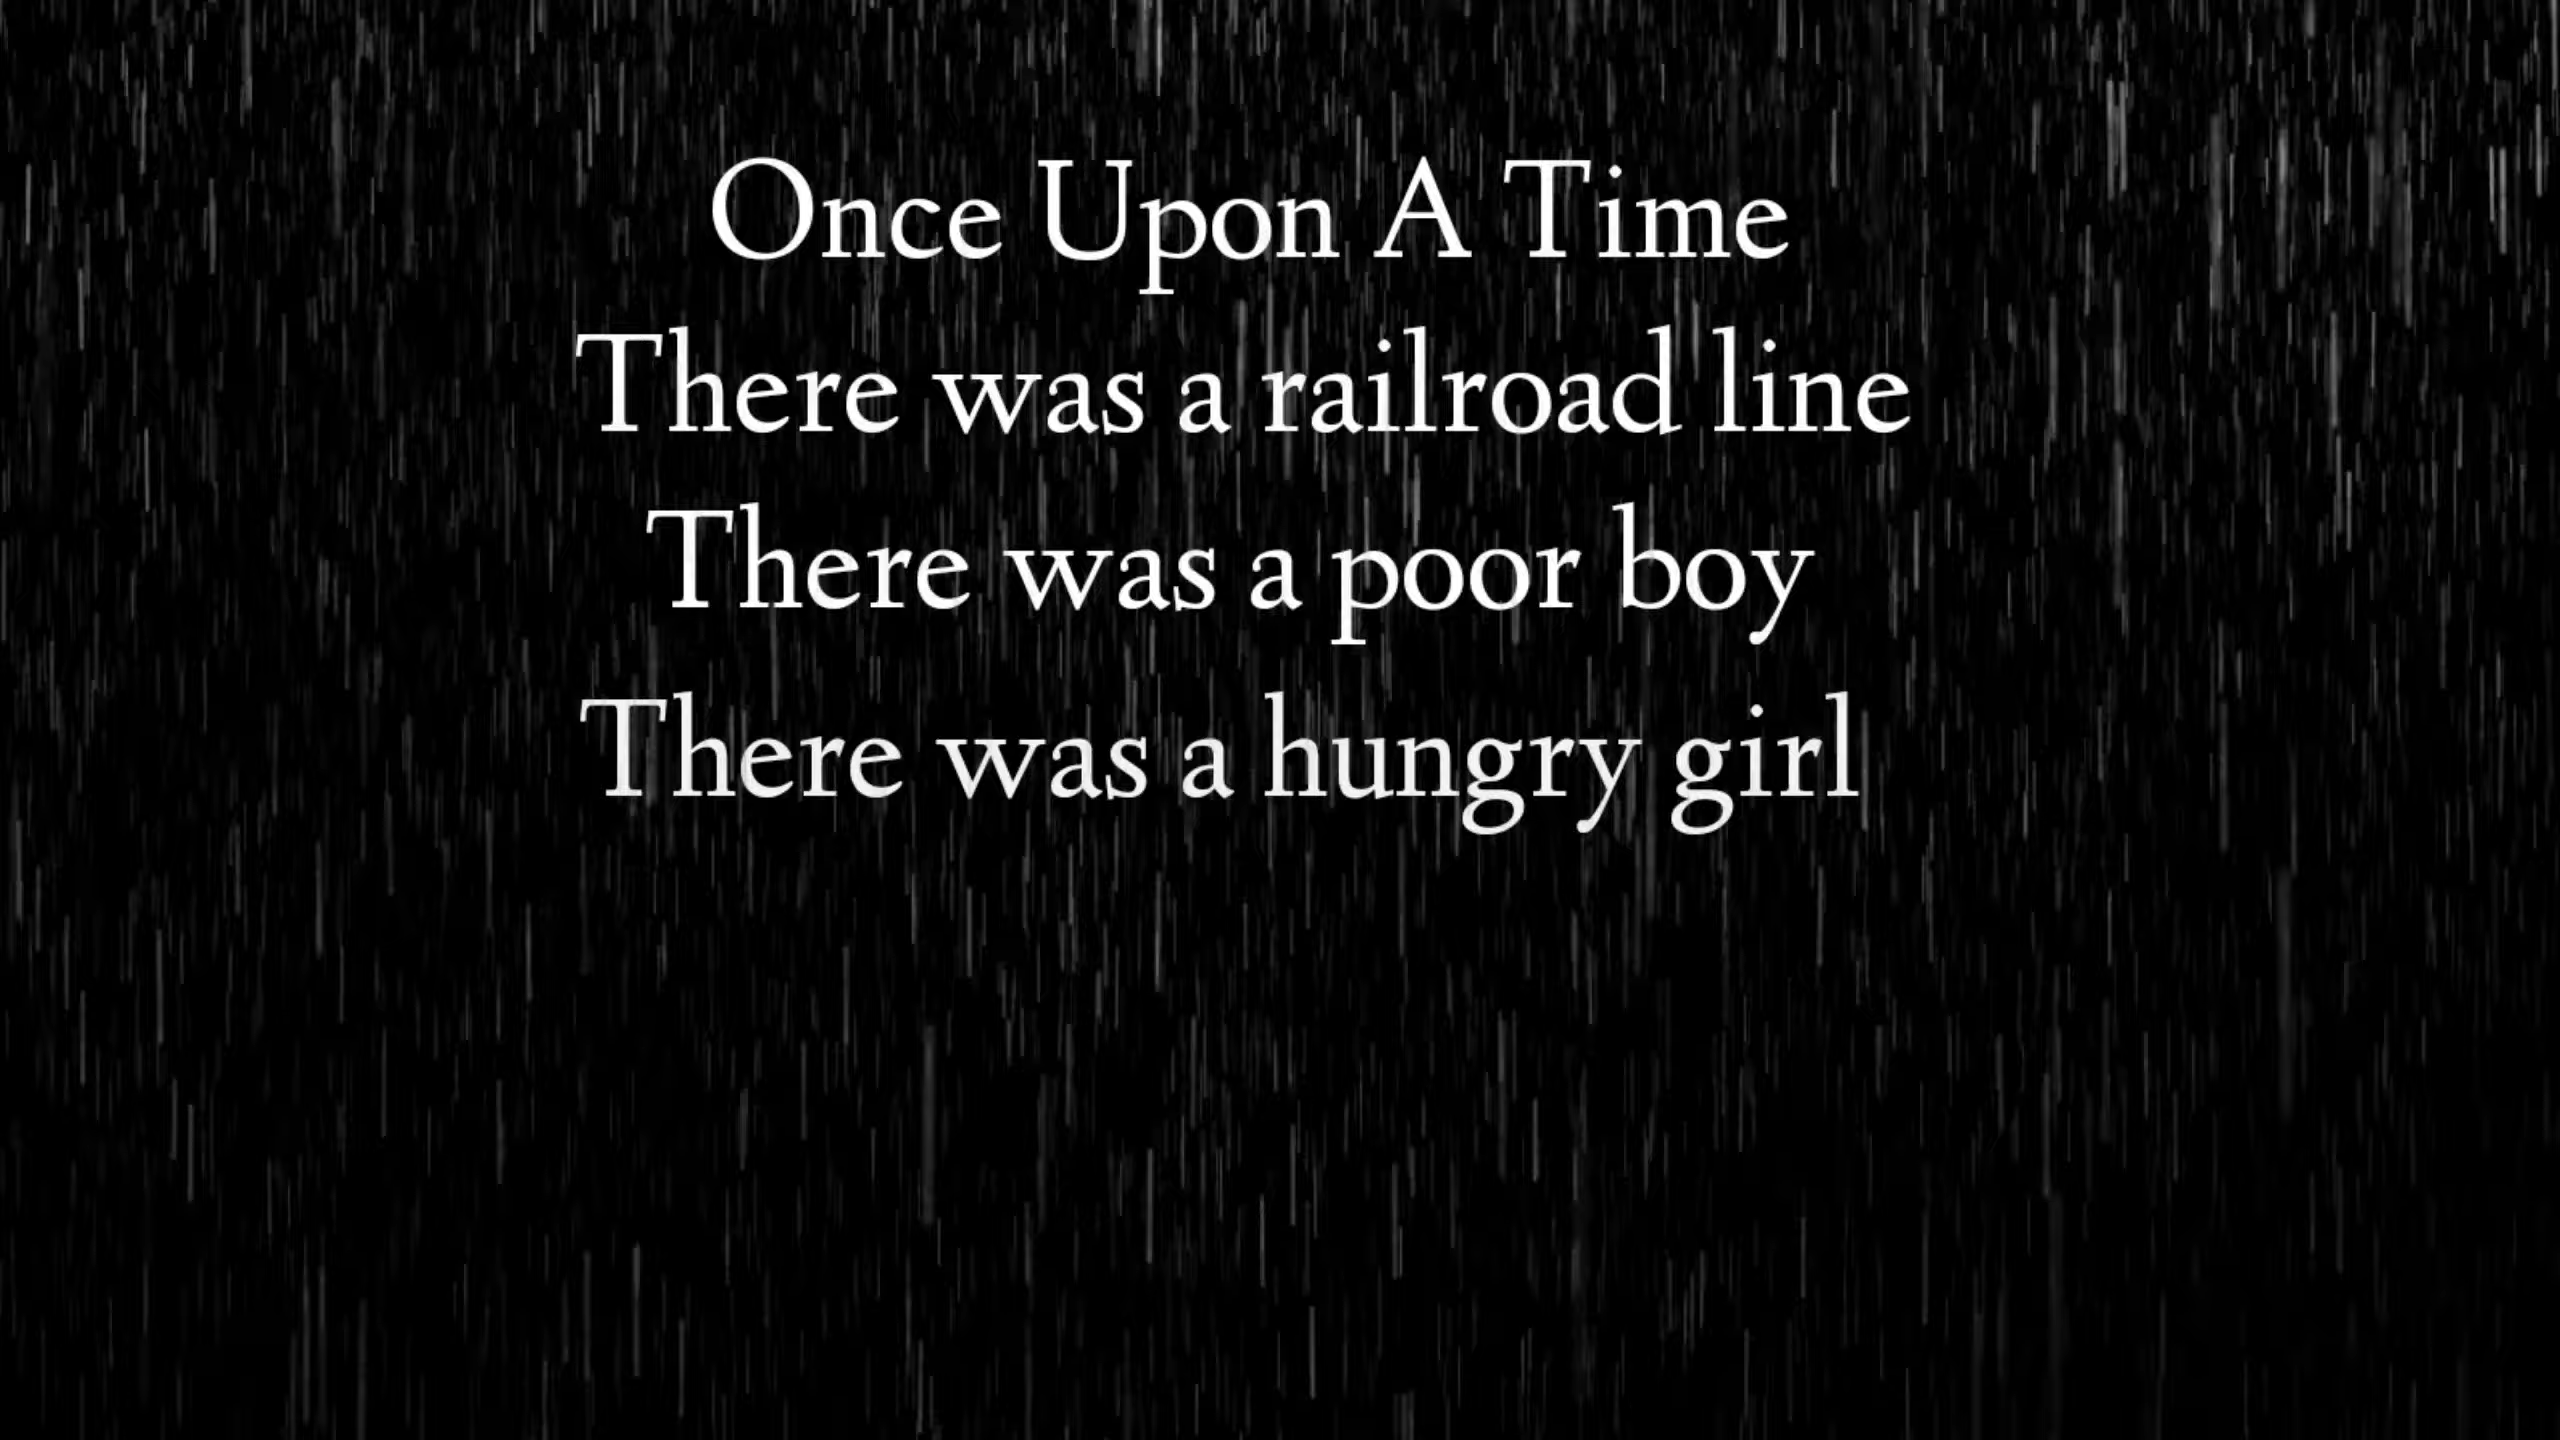 Once Upon A Time
There was a railroad line
There was a poor boy
There was a hungry girl